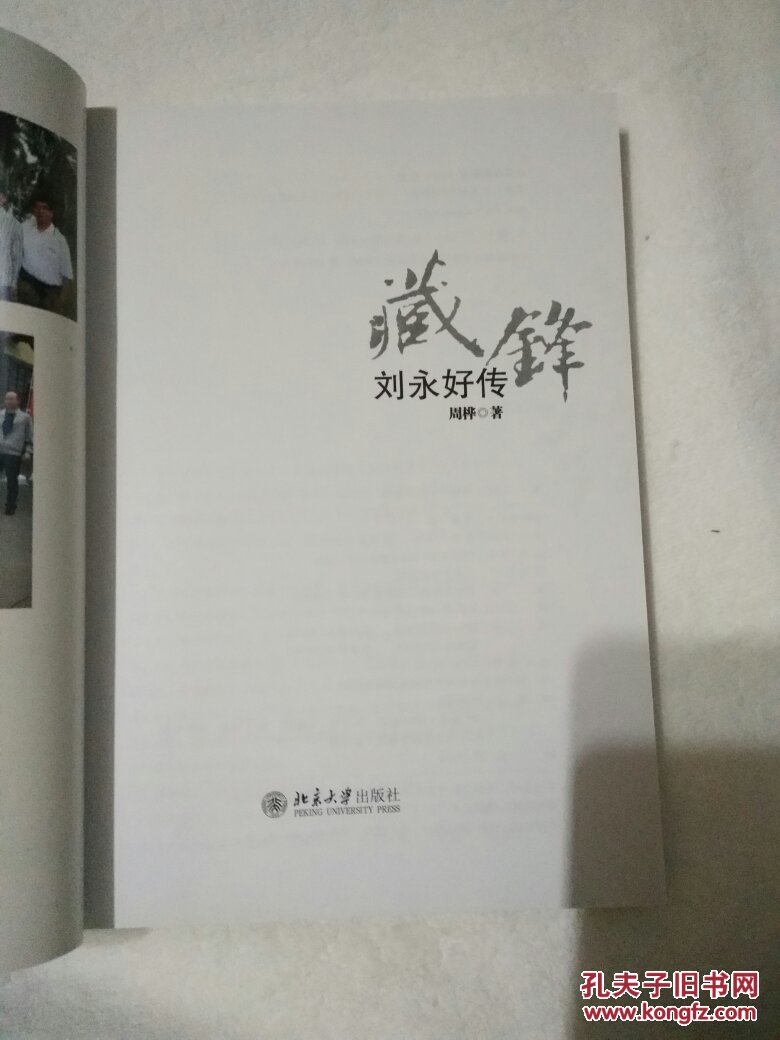 藏鋒
刘永好传
周桦◎著
北京大学出版社
PEKING UNIVERSITY PRESS
孔夫子旧书网
www.kongfz.com